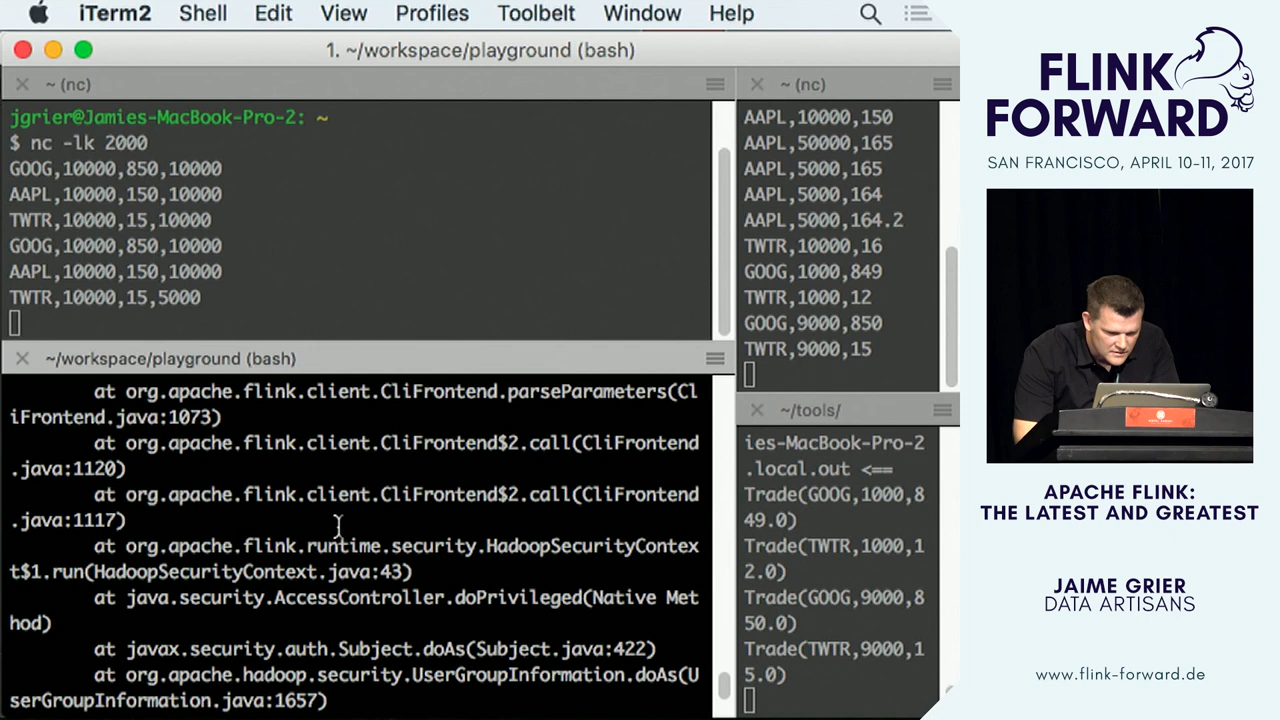 iTerm2 Shell Edit View Profiles Toolbelt Window Help
1. ~/workspace/playground (bash)
~ (nc)
jgrier@Jamies-MacBook-Pro-2: ~
$ nc -lk 2000
GOOG,10000,850,10000
AAPL,10000,150,10000
TWTR,10000,15,10000
GOOG,10000,850,10000
AAPL,10000,150,10000
TWTR,10000,15,5000
~ (nc)
AAPL,10000,150
AAPL,50000,165
AAPL,5000,165
AAPL,5000,164
AAPL,5000,164.2
TWTR,10000,16
GOOG,1000,849
TWTR,1000,12
GOOG,9000,850
TWTR,9000,15
~/workspace/playground (bash)
at org.apache.flink.client.CliFrontend.parseParameters(Cl
iFrontend.java:1073)
at org.apache.flink.client.CliFrontend$2.call(CliFrontend
.java:1120)
at org.apache.flink.client.CliFrontend$2.call(CliFrontend
.java:1117)
at org.apache.flink.runtime.security.HadoopSecurityContex
t$1.run(HadoopSecurityContext.java:43)
at java.security.AccessController.doPrivileged(Native Met
hod)
at javax.security.auth.Subject.doAs(Subject.java:422)
at org.apache.hadoop.security.UserGroupInformation.doAs(U
serGroupInformation.java:1657)
~/tools/
ies-MacBook-Pro-2
.local.out <==
Trade(GOOG,1000,8
49.0)
Trade(TWTR,1000,1
2.0)
Trade(GOOG,9000,8
50.0)
Trade(TWTR,9000,1
5.0)
FLINK
FORWARD
SAN FRANCISCO, APRIL 10-11, 2017
APACHE FLINK:
THE LATEST AND GREATEST
JAIME GRIER
DATA ARTISANS
www.flink-forward.de